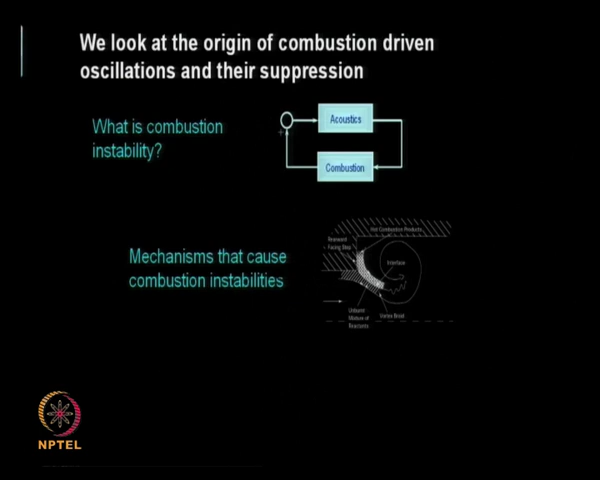 We look at the origin of combustion driven
oscillations and their suppression
What is combustion
instability?
Acoustics
+
Combustion
Mechanisms that cause
combustion instabilities
Hot Combustion Products
Rearward
Facing Step
Interface
Unburnt
Mixture of
Reactants
Vortex Braid
NPTEL